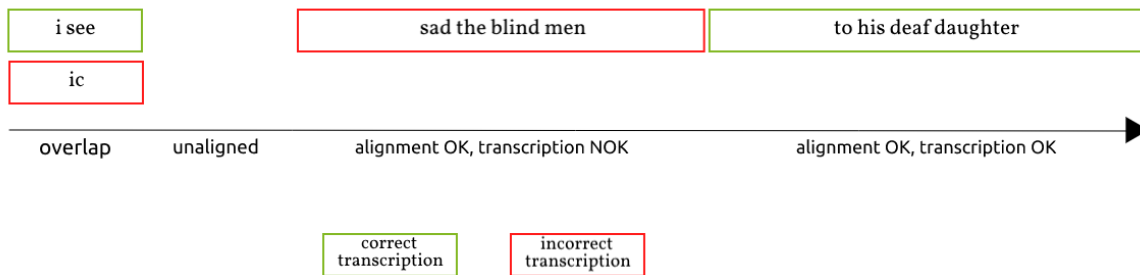 i see
sad the blind men
to his deaf daughter
ic
overlap
unaligned
alignment OK, transcription NOK
alignment OK, transcription OK
correct
transcription
incorrect
transcription